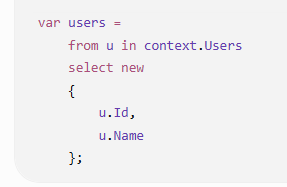 var users =
    from u in context.Users
    select new
    {
        u.Id,
        u.Name
    };